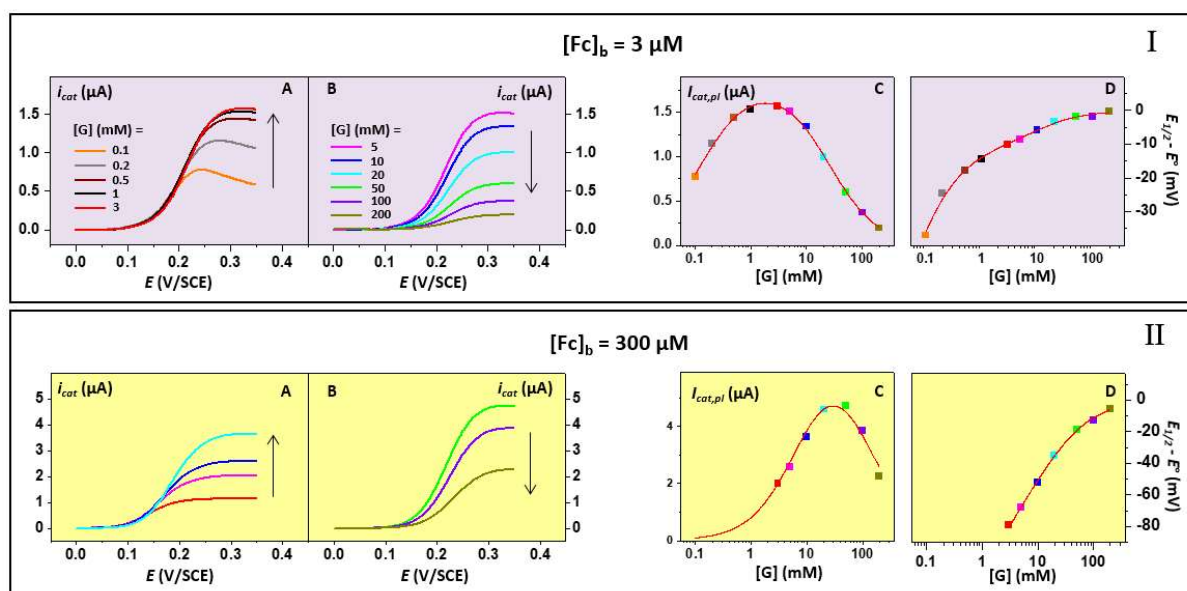 [Fc]b = 3 µM
I
icat (µA)
A
1.5
1.0
0.5
0.0
[G] (mM) =
0.1
0.2
0.5
1
3
0.0 0.1 0.2 0.3 0.4
E (V/SCE)
B
icat (µA)
[G] (mM) =
5
10
20
50
100
200
1.5
1.0
0.5
0.0
0.0 0.1 0.2 0.3 0.4
E (V/SCE)
Icat,pl (µA)
C
1.5
1.0
0.5
0.0
0.1 1 10 100
[G] (mM)
D
0
-10
-20
-30
E1/2- E° (mV)
0.1 1 10 100
[G] (mM)
[Fc]b = 300 µM
II
icat (µA)
A
5
4
3
2
1
0
0.0 0.1 0.2 0.3 0.4
E (V/SCE)
B
icat (µA)
5
4
3
2
1
0
0.0 0.1 0.2 0.3 0.4
E (V/SCE)
Icat,pl (µA)
C
4
2
0
0.1 1 10 100
[G] (mM)
D
0
-20
-40
-60
-80
E1/2- E° (mV)
0.1 1 10 100
[G] (mM)